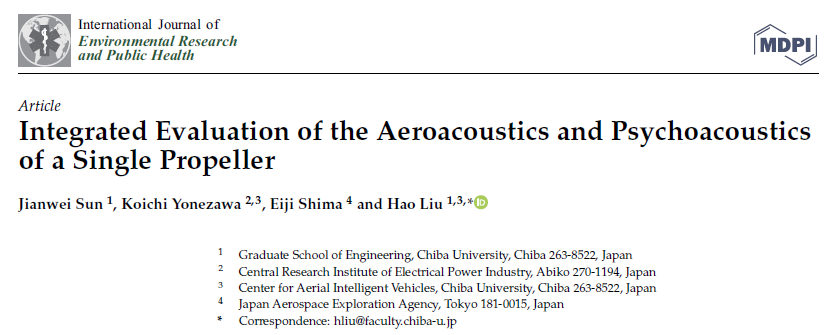 International Journal of
Environmental Research
and Public Health
MDPI
Article
Integrated Evaluation of the Aeroacoustics and Psychoacoustics
of a Single Propeller
Jianwei Sun 1, Koichi Yonezawa 2,3, Eiji Shima 4 and Hao Liu 1,3,* iD
1 Graduate School of Engineering, Chiba University, Chiba 263-8522, Japan
2 Central Research Institute of Electrical Power Industry, Abiko 270-1194, Japan
3 Center for Aerial Intelligent Vehicles, Chiba University, Chiba 263-8522, Japan
4 Japan Aerospace Exploration Agency, Tokyo 181-0015, Japan
* Correspondence: hliu@faculty.chiba-u.jp